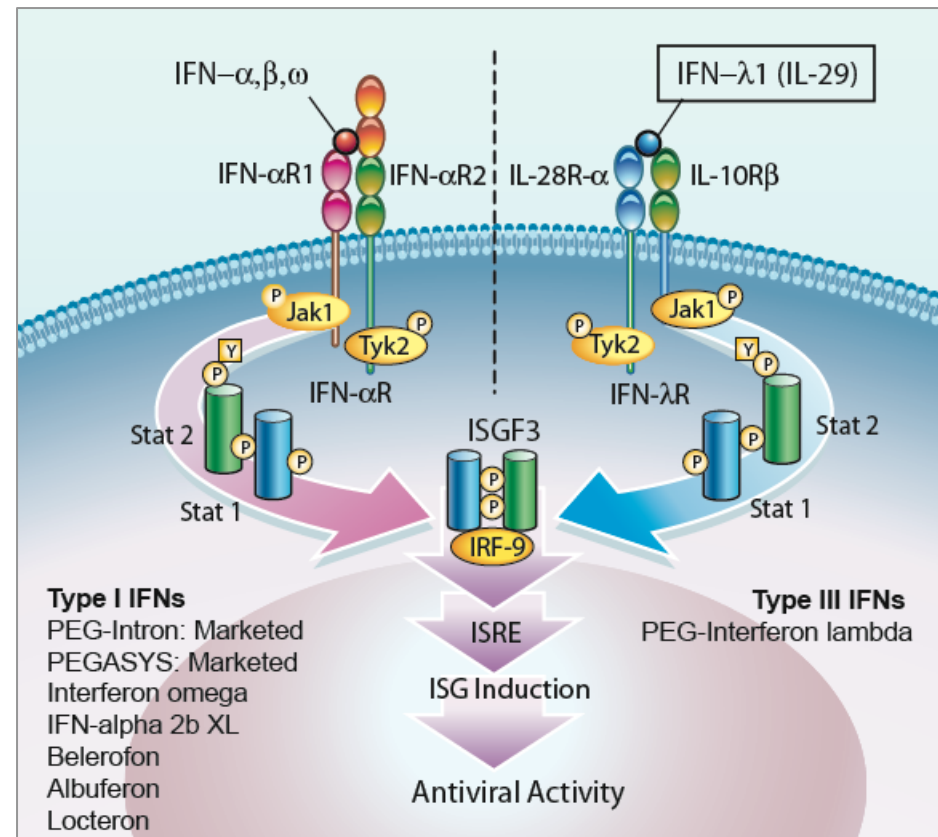 IFN–α,β,ω
IFN–λ1 (IL-29)
IFN-αR1
IFN-αR2
IL-28R-α
IL-10Rβ
P
Jak1
Tyk2
P
IFN-αR
P
Tyk2
Jak1
P
IFN-λR
Y
P
Stat 2
P
P
Stat 1
Y
P
Stat 2
P
P
Stat 1
ISGF3
P
P
IRF-9
ISRE
ISG Induction
Antiviral Activity
Type I IFNs
PEG-Intron: Marketed
PEGASYS: Marketed
Interferon omega
IFN-alpha 2b XL
Belerofon
Albuferon
Locteron
Type III IFNs
PEG-Interferon lambda